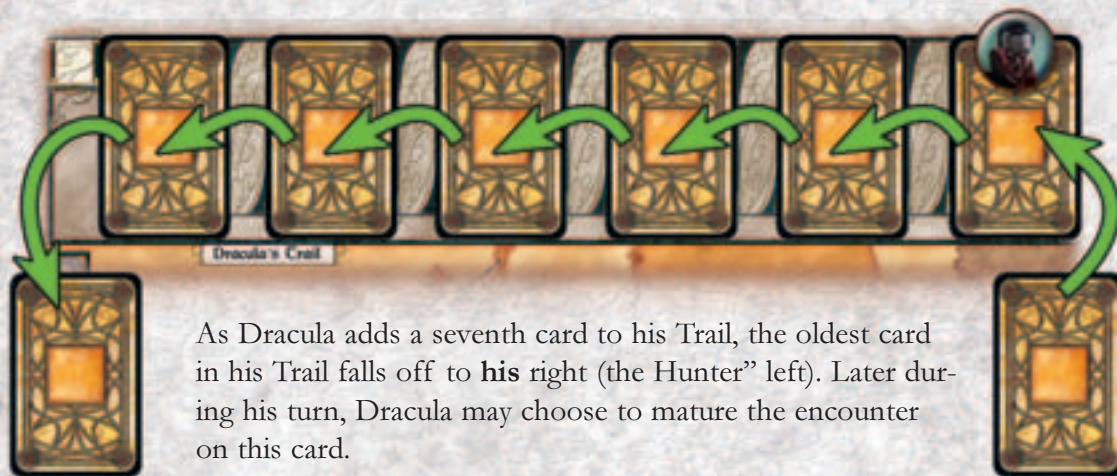 Dracula's Trail
As Dracula adds a seventh card to his Trail, the oldest card
in his Trail falls off to his right (the Hunter” left). Later dur-
ing his turn, Dracula may choose to mature the encounter
on this card.